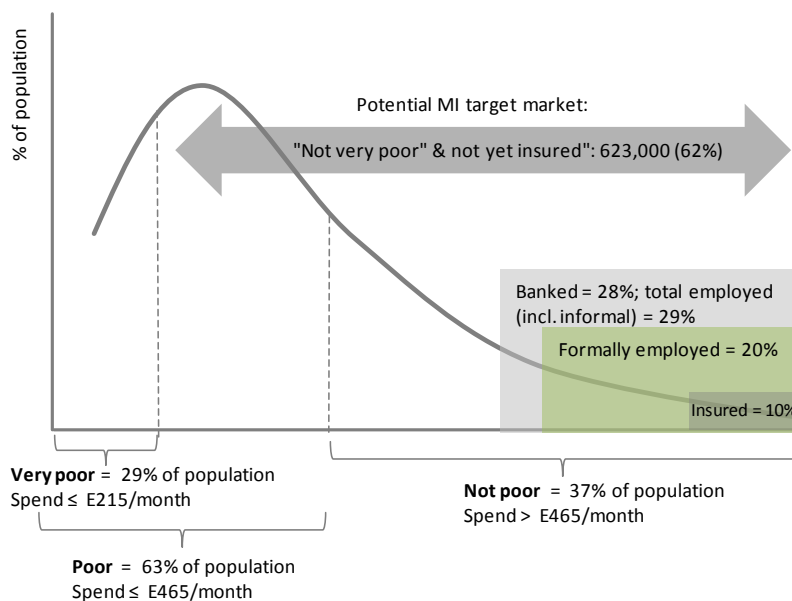 % of population
Potential MI target market:
"Not very poor" & not yet insured": 623,000 (62%)
Banked = 28%; total employed
(incl. informal) = 29%
Formally employed = 20%
Insured = 10%
Very poor = 29% of population
Spend ≤ E215/month
Not poor = 37% of population
Spend > E465/month
Poor = 63% of population
Spend ≤ E465/month